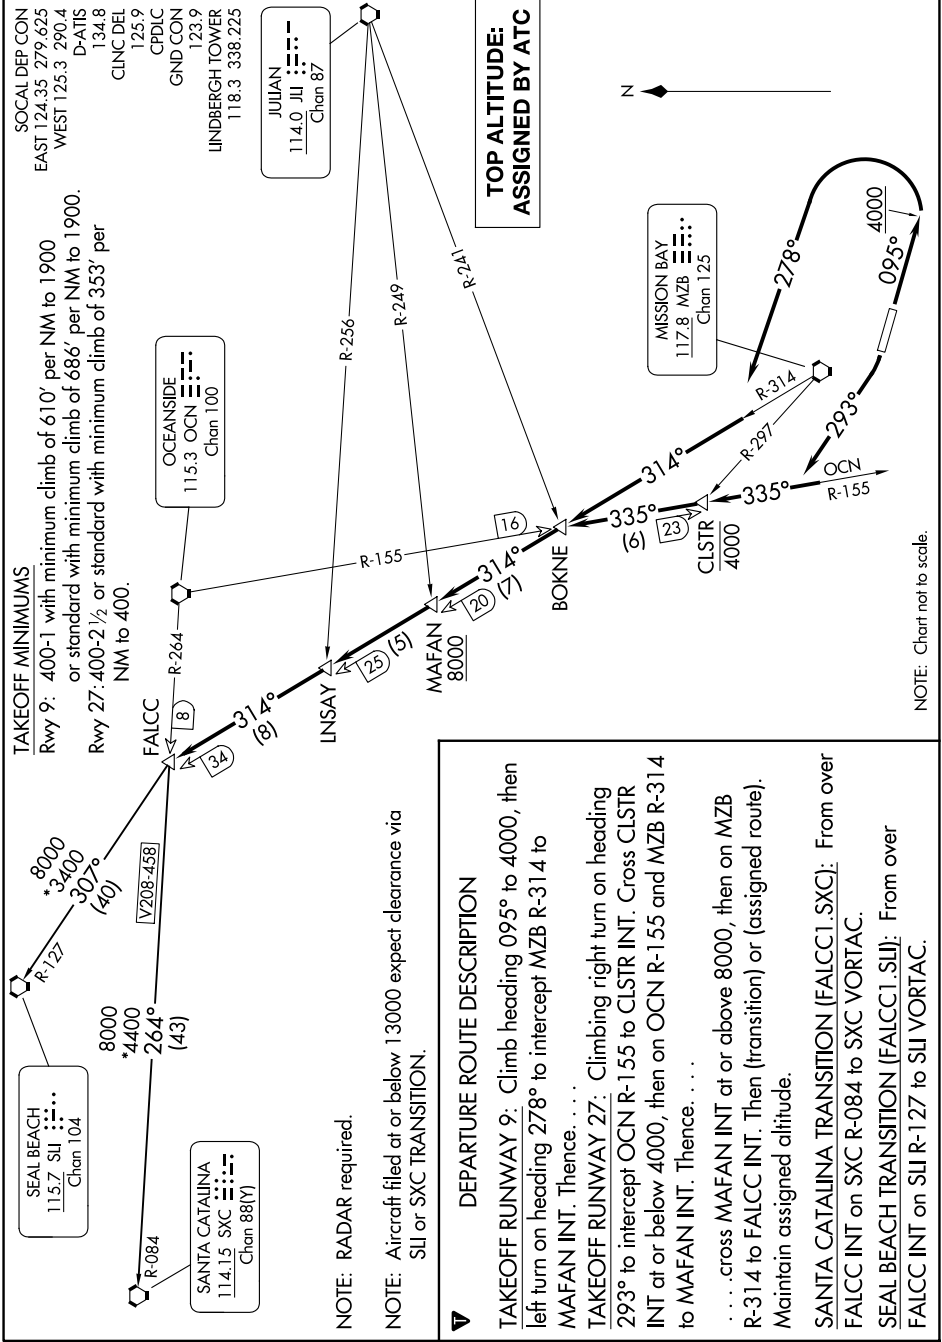 TAKEOFF MINIMUMS
Rwy 9: 400-1 with minimum climb of 610' per NM to 1900
or standard with minimum climb of 686' per NM to 1900.
Rwy 27: 400-2½ or standard with minimum climb of 353' per
NM to 400.
SOCAL DEP CON
EAST 124.35 279.625
WEST 125.3 290.4
D-ATIS
134.8
CLNC DEL
125.9
CPDLC
GND CON
123.9
LINDBERGH TOWER
118.3 338.225
SEAL BEACH
115.7 SLI
Chan 104
R-127
8000
*3400
307°
(40)
8000
*4400
264°
(43)
V208-458
R-084
SANTA CATALINA
114.15 SXC
Chan 88(Y)
FALCC
R-264
8
34
OCEANSIDE
115.3 OCN
Chan 100
JULIAN
114.0 JLI
Chan 87
R-256
R-249
R-241
TOP ALTITUDE:
ASSIGNED BY ATC
N
314°
(8)
LNSAY
25
(5)
MAFAN
8000
20
314°
(7)
R-155
16
BOKNE
314°
335°
(6)
23
CLSTR
4000
R-314
R-297
MISSION BAY
117.8 MZB
Chan 125
335°
OCN
R-155
293°
278°
095°
4000
NOTE: RADAR required.
NOTE: Aircraft filed at or below 13000 expect clearance via
SLI or SXC TRANSITION.
NOTE: Chart not to scale.
T
DEPARTURE ROUTE DESCRIPTION
TAKEOFF RUNWAY 9: Climb heading 095° to 4000, then
left turn on heading 278° to intercept MZB R-314 to
MAFAN INT. Thence. . . .
TAKEOFF RUNWAY 27: Climbing right turn on heading
293° to intercept OCN R-155 to CLSTR INT. Cross CLSTR
INT at or below 4000, then on OCN R-155 and MZB R-314
to MAFAN INT. Thence. . . .
. . . .cross MAFAN INT at or above 8000, then on MZB
R-314 to FALCC INT. Then (transition) or (assigned route).
Maintain assigned altitude.
SANTA CATALINA TRANSITION (FALCC1.SXC): From over
FALCC INT on SXC R-084 to SXC VORTAC.
SEAL BEACH TRANSITION (FALCC1.SLI): From over
FALCC INT on SLI R-127 to SLI VORTAC.